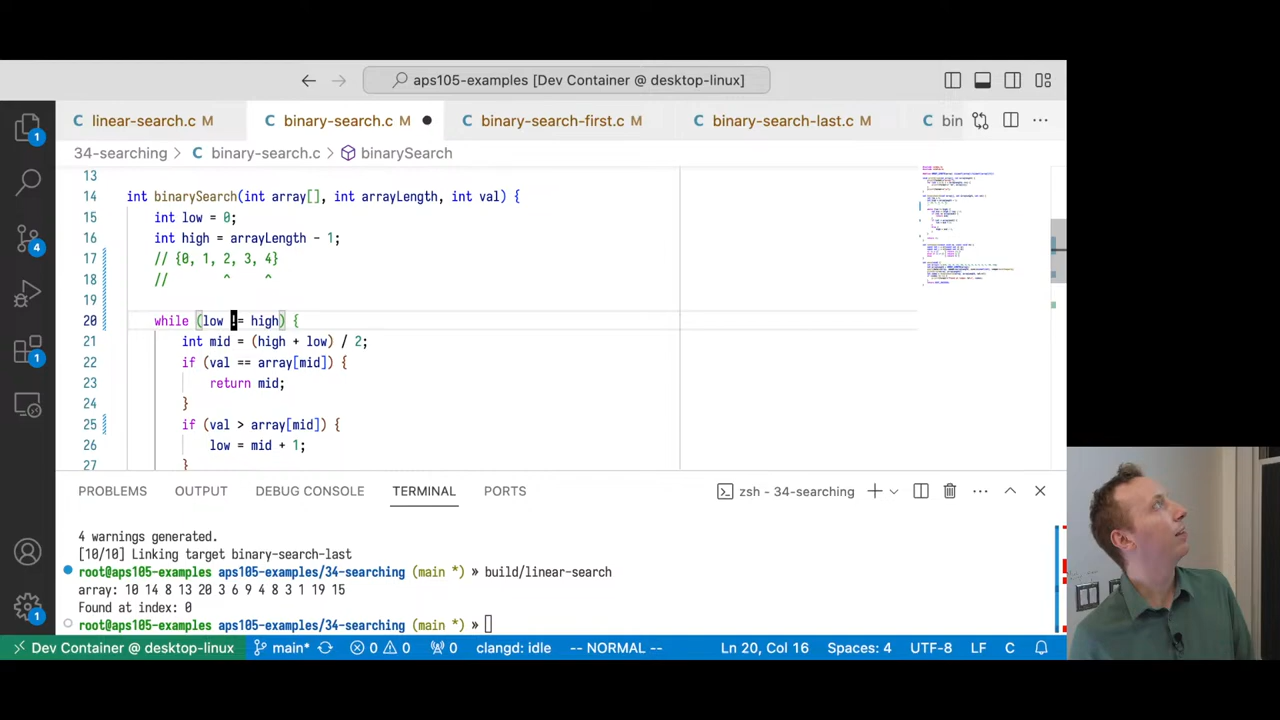 aps105-examples [Dev Container @ desktop-linux]
linear-search.c M
binary-search.c M
binary-search-first.c M
binary-search-last.c M
bin
34-searching > binary-search.c > binarySearch
13
14 int binarySearch(int array[], int arrayLength, int val) {
15 int low = 0;
16 int high = arrayLength - 1;
17 // {0, 1, 2, 3, 4}
18 // ^ ^
19
20 while (low != high) {
21 int mid = (high + low) / 2;
22 if (val == array[mid]) {
23 return mid;
24 }
25 if (val > array[mid]) {
26 low = mid + 1;
27 }
PROBLEMS OUTPUT DEBUG CONSOLE TERMINAL PORTS
zsh - 34-searching
4 warnings generated.
[10/10] Linking target binary-search-last
root@aps105-examples aps105-examples/34-searching (main *) » build/linear-search
array: 10 14 8 13 20 3 6 9 4 8 3 1 19 15
Found at index: 0
root@aps105-examples aps105-examples/34-searching (main *) »
1
4
1
1
Dev Container @ desktop-linux main* 0 0 0 clangd: idle -- NORMAL -- Ln 20, Col 16 Spaces: 4 UTF-8 LF C